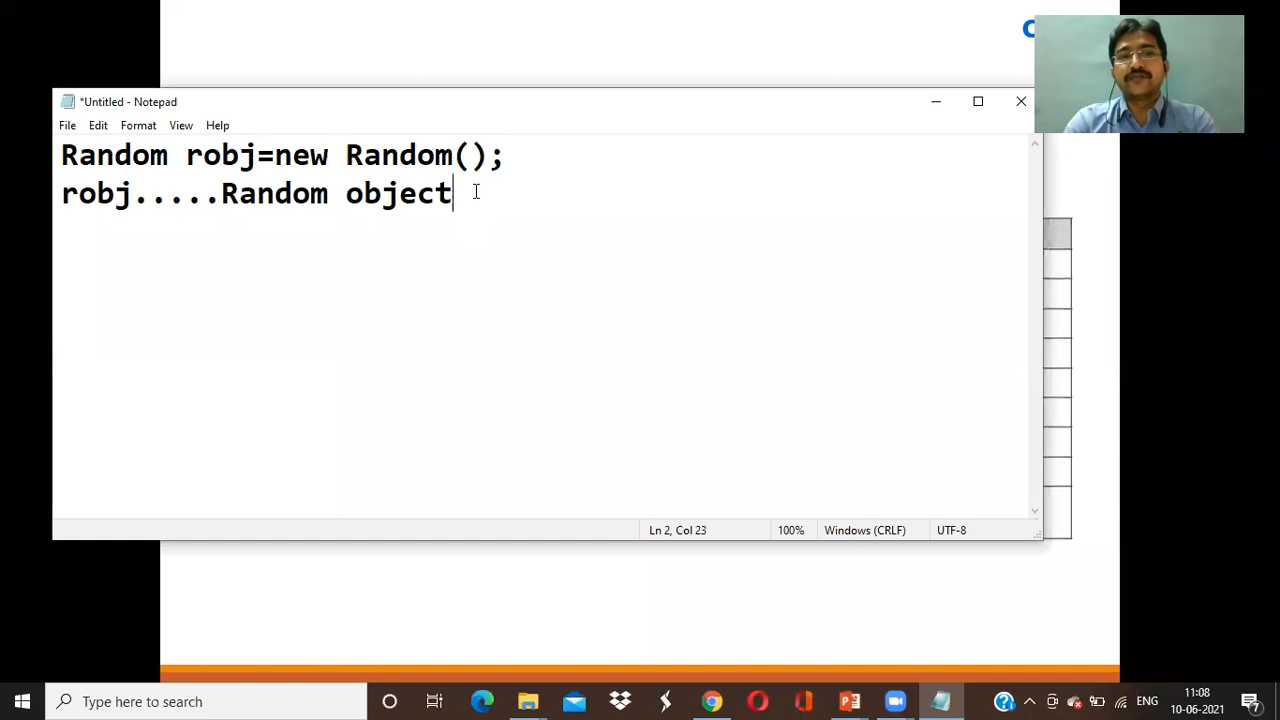 *Untitled - Notepad
File Edit Format View Help
Random robj=new Random();
robj.....Random object
Ln 2, Col 23 100% Windows (CRLF) UTF-8
Type here to search
ENG
11:08
10-06-2021
7